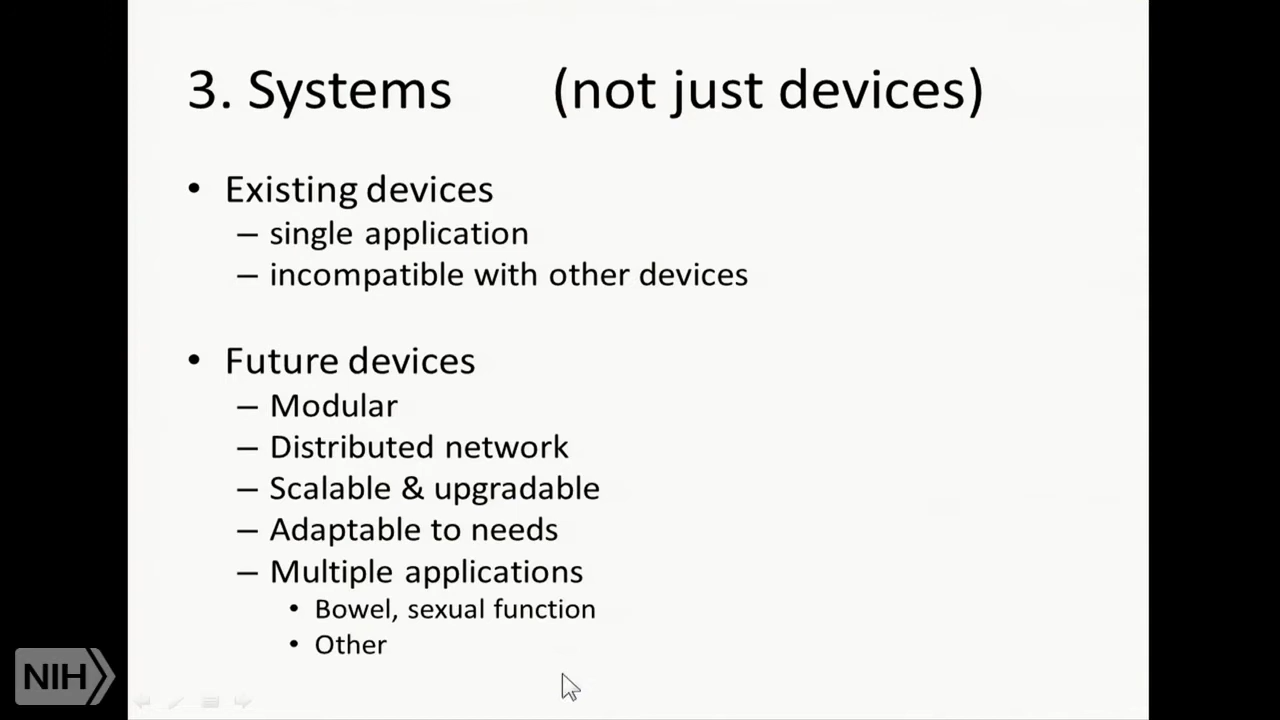 3. Systems (not just devices)
• Existing devices
– single application
– incompatible with other devices
• Future devices
– Modular
– Distributed network
– Scalable & upgradable
– Adaptable to needs
– Multiple applications
• Bowel, sexual function
• Other
NIH